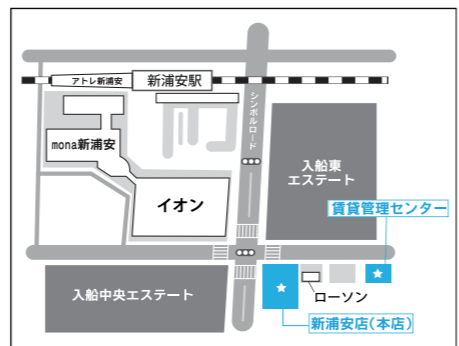 アトレ新浦安
新浦安駅
シンボルロード
mona新浦安
イオン
入船東
エステート
賃貸管理センター
入船中央エステート
ローソン
新浦安店(本店)